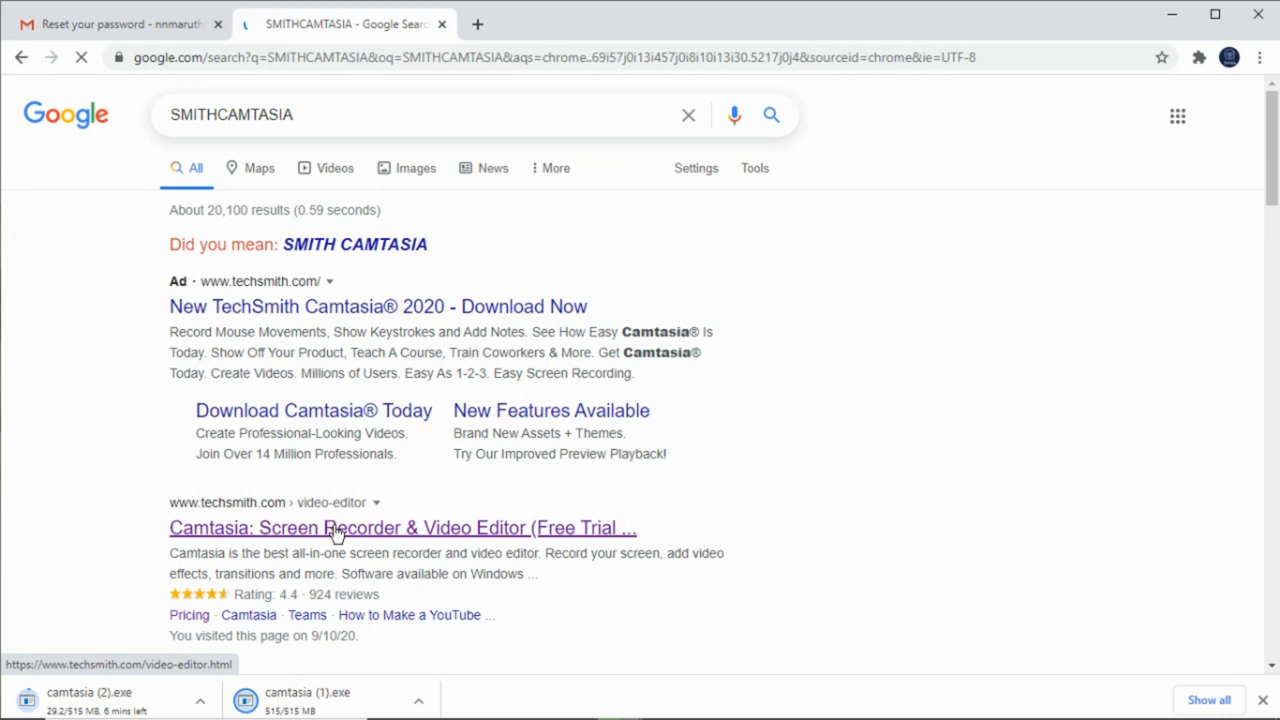 Reset your password - nnmaruth
SMITHCAMTASIA - Google Searc
google.com/search?q=SMITHCAMTASIA&oq=SMITHCAMTASIA&aqs=chrome..69i57j0i13i457j0i8i10i13i30.5217j0j4&sourceid=chrome&ie=UTF-8
Google
SMITHCAMTASIA
All Maps Videos Images News More Settings Tools
About 20,100 results (0.59 seconds)
Did you mean: SMITH CAMTASIA
Ad · www.techsmith.com/
New TechSmith Camtasia® 2020 - Download Now
Record Mouse Movements, Show Keystrokes and Add Notes. See How Easy Camtasia® Is
Today. Show Off Your Product, Teach A Course, Train Coworkers & More. Get Camtasia®
Today. Create Videos. Millions of Users. Easy As 1-2-3. Easy Screen Recording.
Download Camtasia® Today
Create Professional-Looking Videos.
Join Over 14 Million Professionals.
New Features Available
Brand New Assets + Themes.
Try Our Improved Preview Playback!
www.techsmith.com › video-editor
Camtasia: Screen Recorder & Video Editor (Free Trial ...
Camtasia is the best all-in-one screen recorder and video editor. Record your screen, add video
effects, transitions and more. Software available on Windows ...
Rating: 4.4 · 924 reviews
Pricing · Camtasia · Teams · How to Make a YouTube ...
You visited this page on 9/10/20.
https://www.techsmith.com/video-editor.html
camtasia (2).exe
29.2/515 MB, 6 mins left
camtasia (1).exe
515/515 MB
Show all